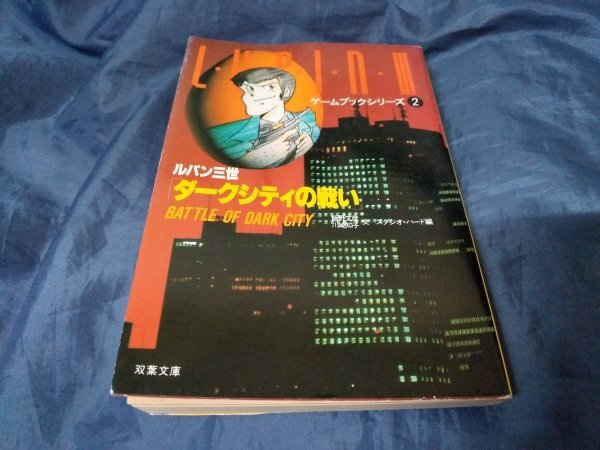 L・U・P・I・N・III
ゲームブックシリーズ 2
ルパン三世
「ダークシティの戦い
BATTLE OF DARK CITY
文 スタジオ・ハード編
双葉文庫